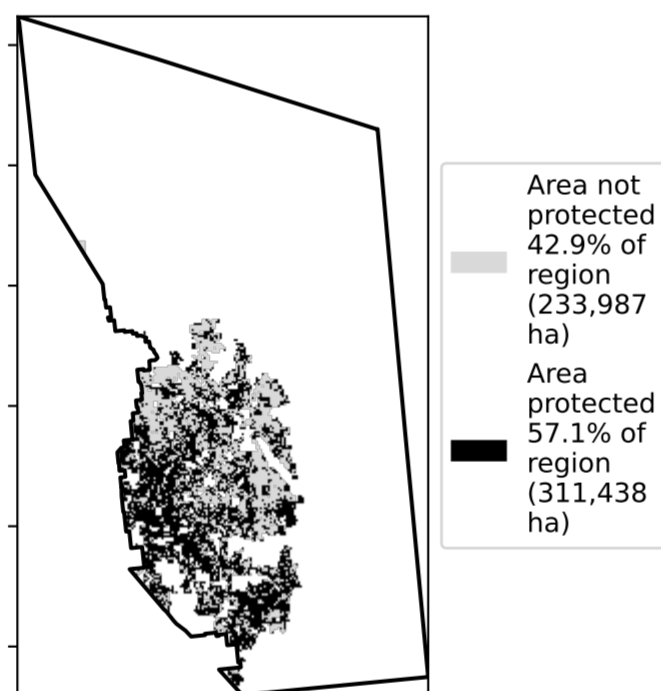 Area not
protected
42.9% of
region
(233,987
ha)
Area
protected
57.1% of
region
(311,438
ha)